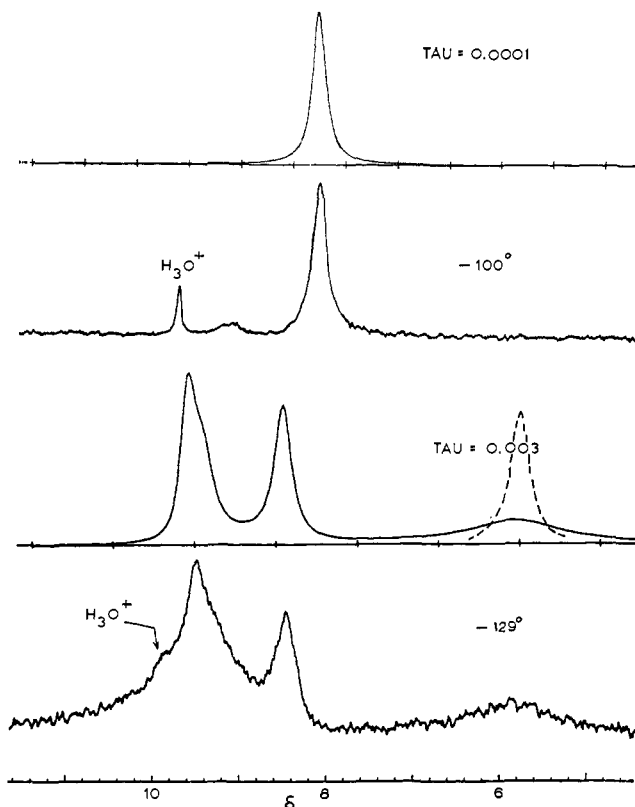 TAU = 0.0001
H3O+
-100°
TAU = 0.003
H3O+
-129°
10 8 6
δ